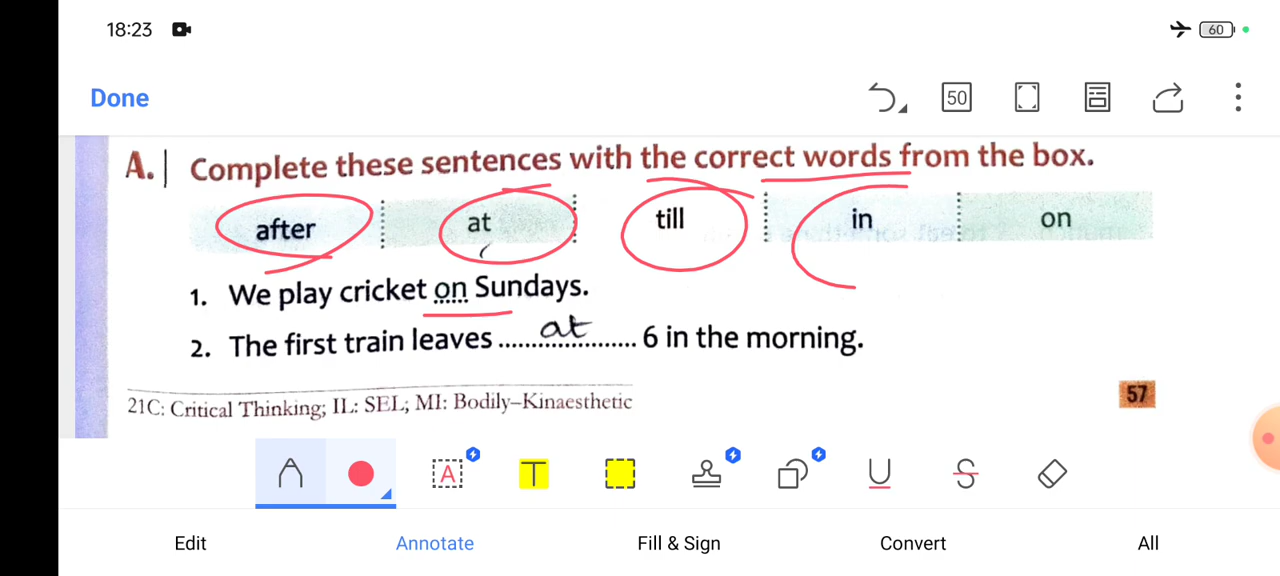 18:23 60
Done 50
A. Complete these sentences with the correct words from the box.
after at till in on
1. We play cricket on Sundays.
2. The first train leaves ........at........ 6 in the morning.
21C: Critical Thinking; IL: SEL; MI: Bodily–Kinaesthetic
57
A T U S
Edit Annotate Fill & Sign Convert All